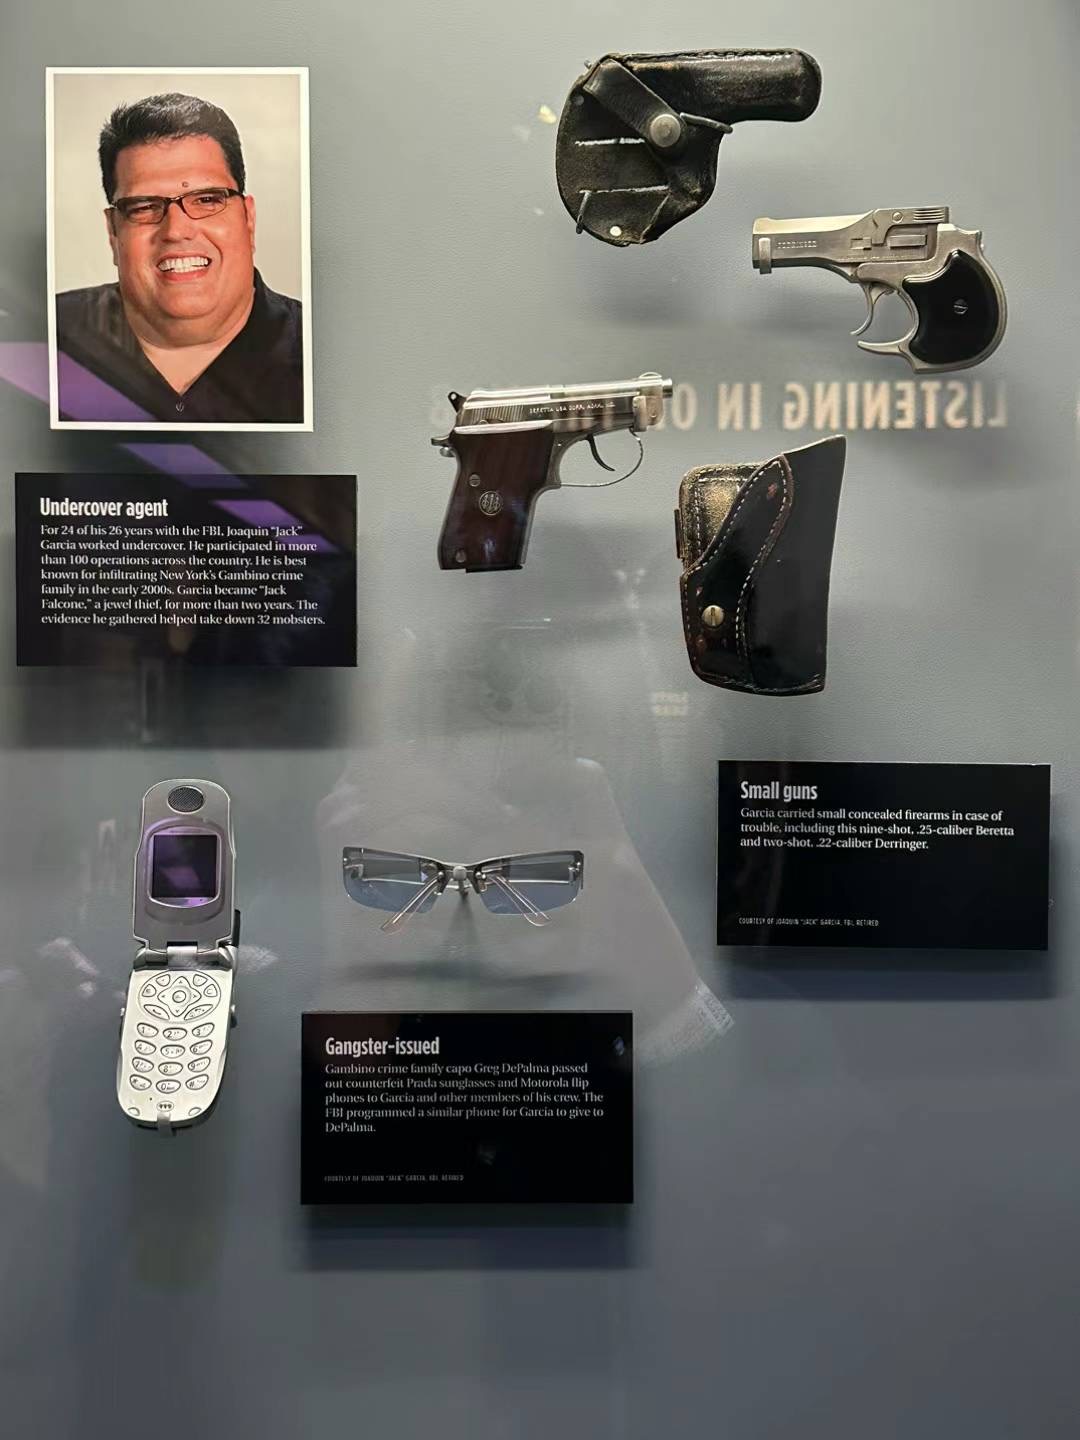 Undercover agent
For 24 of his 26 years with the FBI, Joaquin "Jack"
Garcia worked undercover. He participated in more
than 100 operations across the country. He is best
known for infiltrating New York's Gambino crime
family in the early 2000s. Garcia became "Jack
Falcone," a jewel thief, for more than two years. The
evidence he gathered helped take down 32 mobsters.
BERETTA USA CORP. ACKK. MD.
LISTENING IN
Small guns
Garcia carried small concealed firearms in case of
trouble, including this nine-shot, .25-caliber Beretta
and two-shot, .22-caliber Derringer.
COURTESY OF JOAQUIN "JACK" GARCIA, FBI, RETIRED
Gangster-issued
Gambino crime family capo Greg DePalma passed
out counterfeit Prada sunglasses and Motorola flip
phones to Garcia and other members of his crew. The
FBI programmed a similar phone for Garcia to give to
DePalma.
COURTESY OF JOAQUIN "JACK" GARCIA, FBI, RETIRED